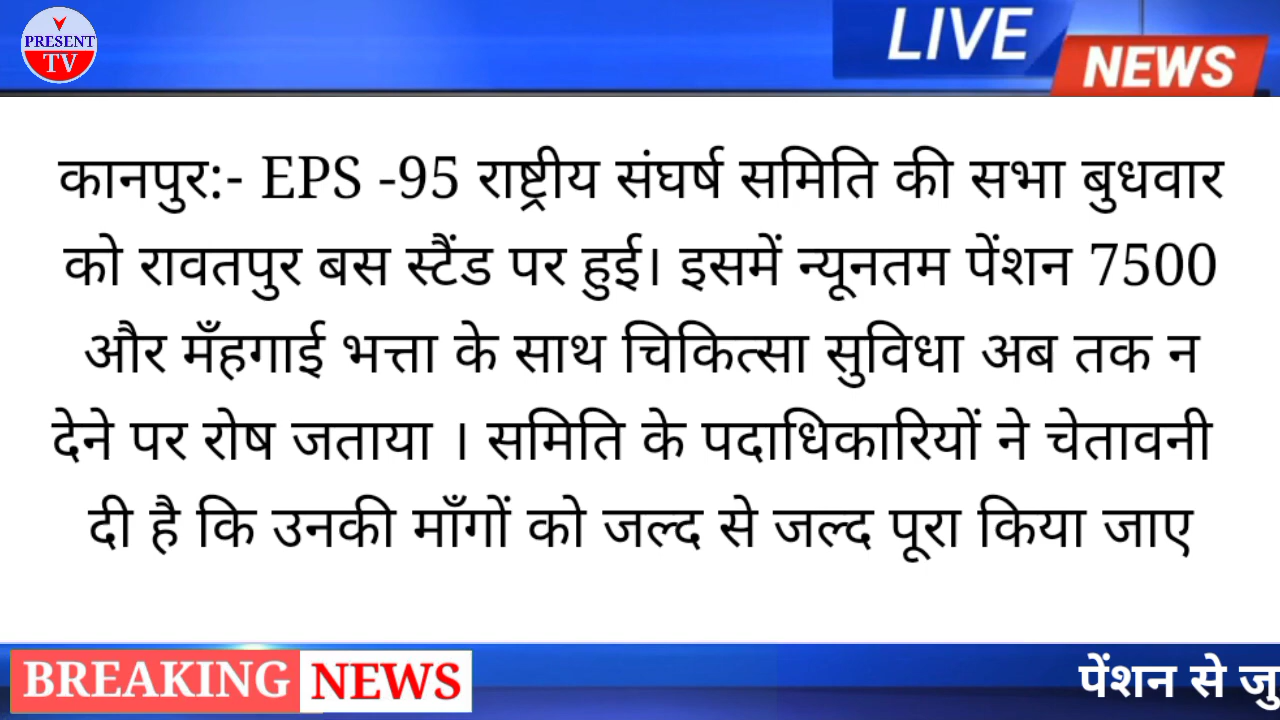 PRESENT
TV
LIVE
NEWS
कानपुर:- EPS -95 राष्ट्रीय संघर्ष समिति की सभा बुधवार
को रावतपुर बस स्टैंड पर हुई। इसमें न्यूनतम पेंशन 7500
और मँहगाई भत्ता के साथ चिकित्सा सुविधा अब तक न
देने पर रोष जताया । समिति के पदाधिकारियों ने चेतावनी
दी है कि उनकी माँगों को जल्द से जल्द पूरा किया जाए
BREAKING NEWS
पेंशन से जु